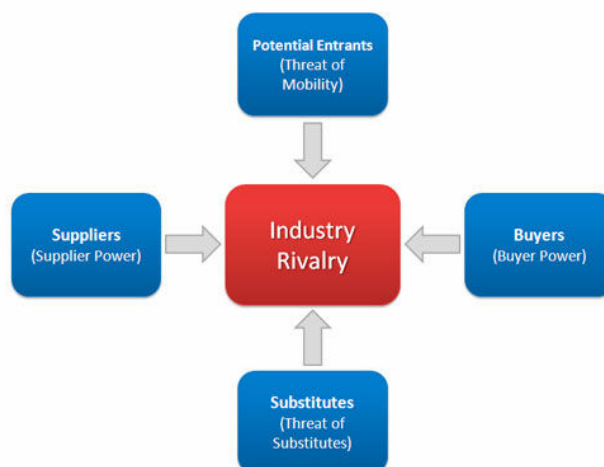 Potential Entrants
(Threat of
Mobility)
Suppliers
(Supplier Power)
Industry
Rivalry
Buyers
(Buyer Power)
Substitutes
(Threat of
Substitutes)